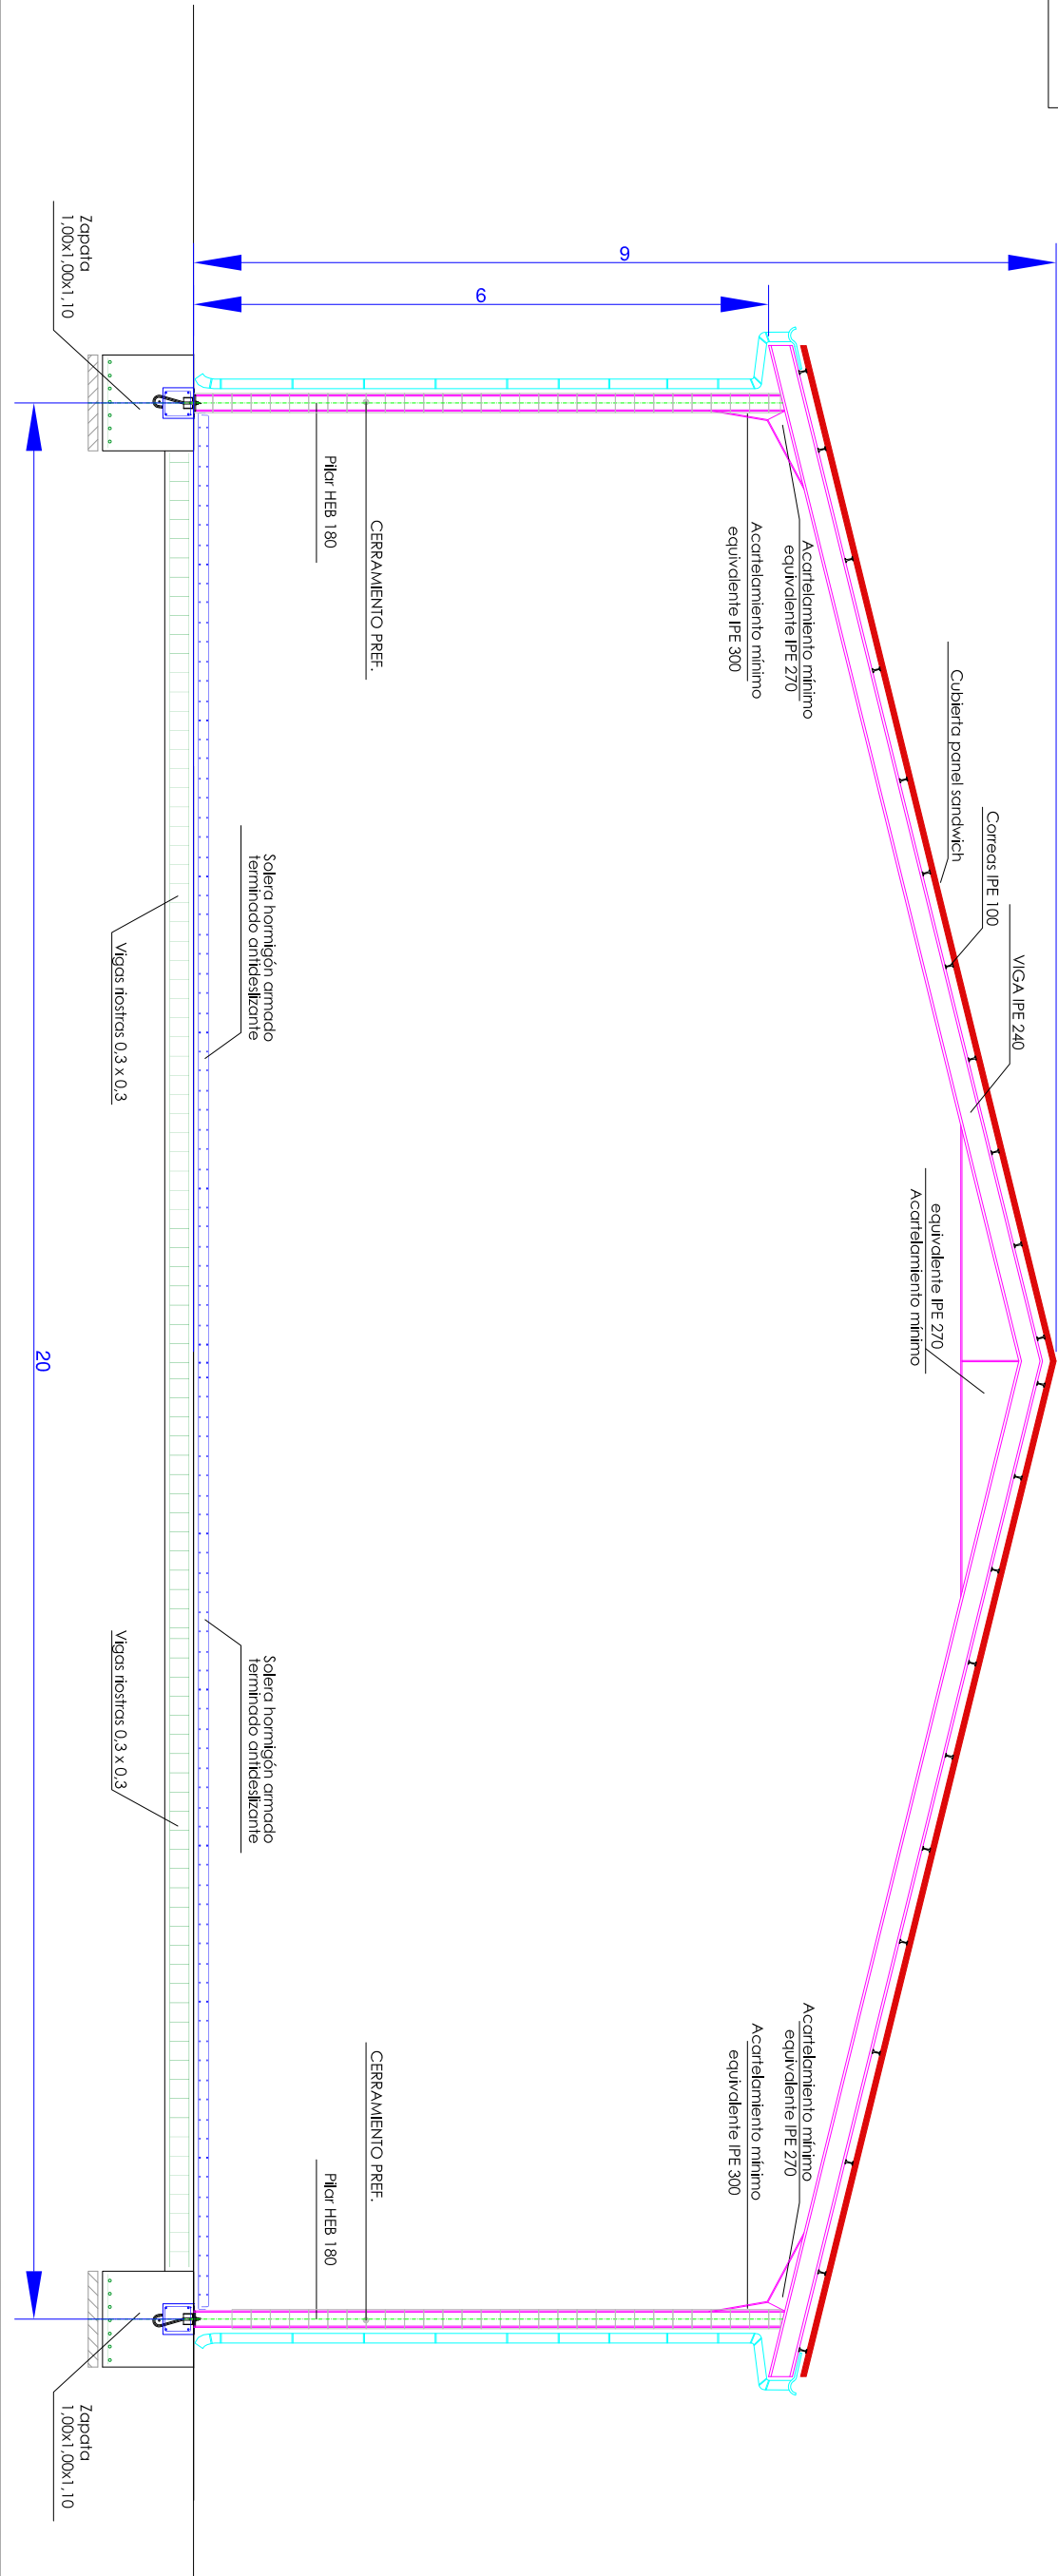 9
6
VIGA IPE 240
Correas IPE 100
Cubierta panel sandwich
equivalente IPE 270
Acartelamiento mínimo
Acartelamiento mínimo
equivalente IPE 270
Acartelamiento mínimo
equivalente IPE 300
Acartelamiento mínimo
equivalente IPE 270
Acartelamiento mínimo
equivalente IPE 300
CERRAMIENTO PREF.
Pilar HEB 180
CERRAMIENTO PREF.
Pilar HEB 180
Solera hormigón armado
terminado antideslizante
Solera hormigón armado
terminado antideslizante
Vigas riostras 0,3 x 0,3
Vigas riostras 0,3 x 0,3
Zapata
1,00x1,00x1,10
Zapata
1,00x1,00x1,10
20